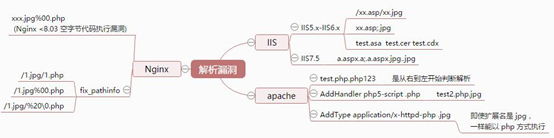 xxx.jpg%00.php
(Nginx <8.03 空字节代码执行漏洞)
/1.jpg/1.php
/1.jpg%00.php
/1.jpg/%20\0.php
fix_pathinfo
Nginx
解析漏洞
IIS
IIS5.x-IIS6.x
/xx.asp/xx.jpg
xx.asp;.jpg
test.asa test.cer test.cdx
IIS7.5
a.aspx.a;.a.aspx.jpg..jpg
apache
test.php.php123 是从右到左开始判断解析
AddHandler php5-script .php test2.php.jpg
AddType application/x-httpd-php .jpg
即使扩展名是 jpg，
一样能以 php 方式执行